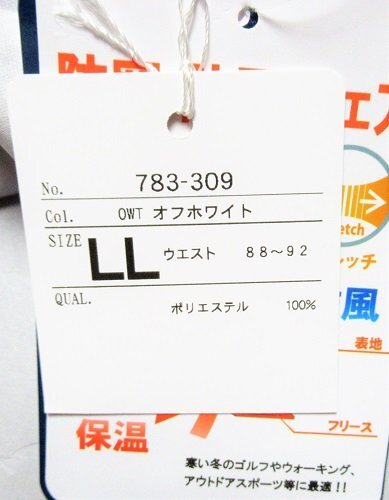 No. 783-309
Col. OWT オフホワイト
SIZE LL ウエスト 88～92
QUAL.
ポリエステル 100%
etch
レッチ
風
表地
フリース
保温
寒い冬のゴルフやウォーキング、
アウトドアスポーツ等に最適!!